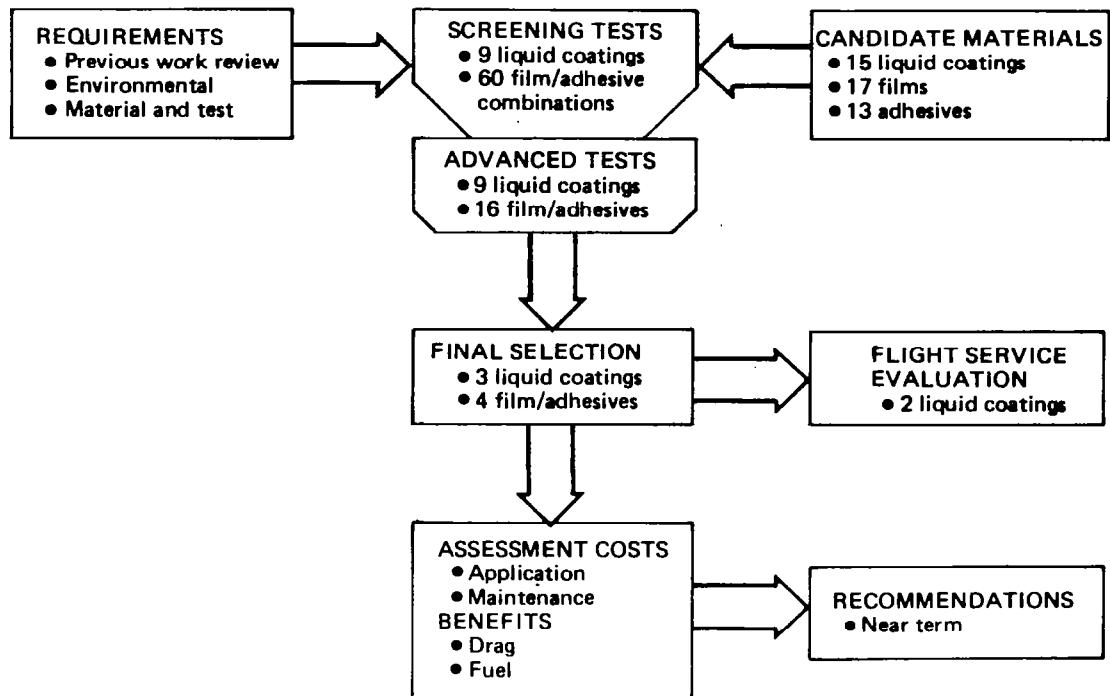 REQUIREMENTS
● Previous work review
● Environmental
● Material and test
SCREENING TESTS
● 9 liquid coatings
● 60 film/adhesive
combinations
CANDIDATE MATERIALS
● 15 liquid coatings
● 17 films
● 13 adhesives
ADVANCED TESTS
● 9 liquid coatings
● 16 film/adhesives
FINAL SELECTION
● 3 liquid coatings
● 4 film/adhesives
FLIGHT SERVICE
EVALUATION
● 2 liquid coatings
ASSESSMENT COSTS
● Application
● Maintenance
BENEFITS
● Drag
● Fuel
RECOMMENDATIONS
● Near term